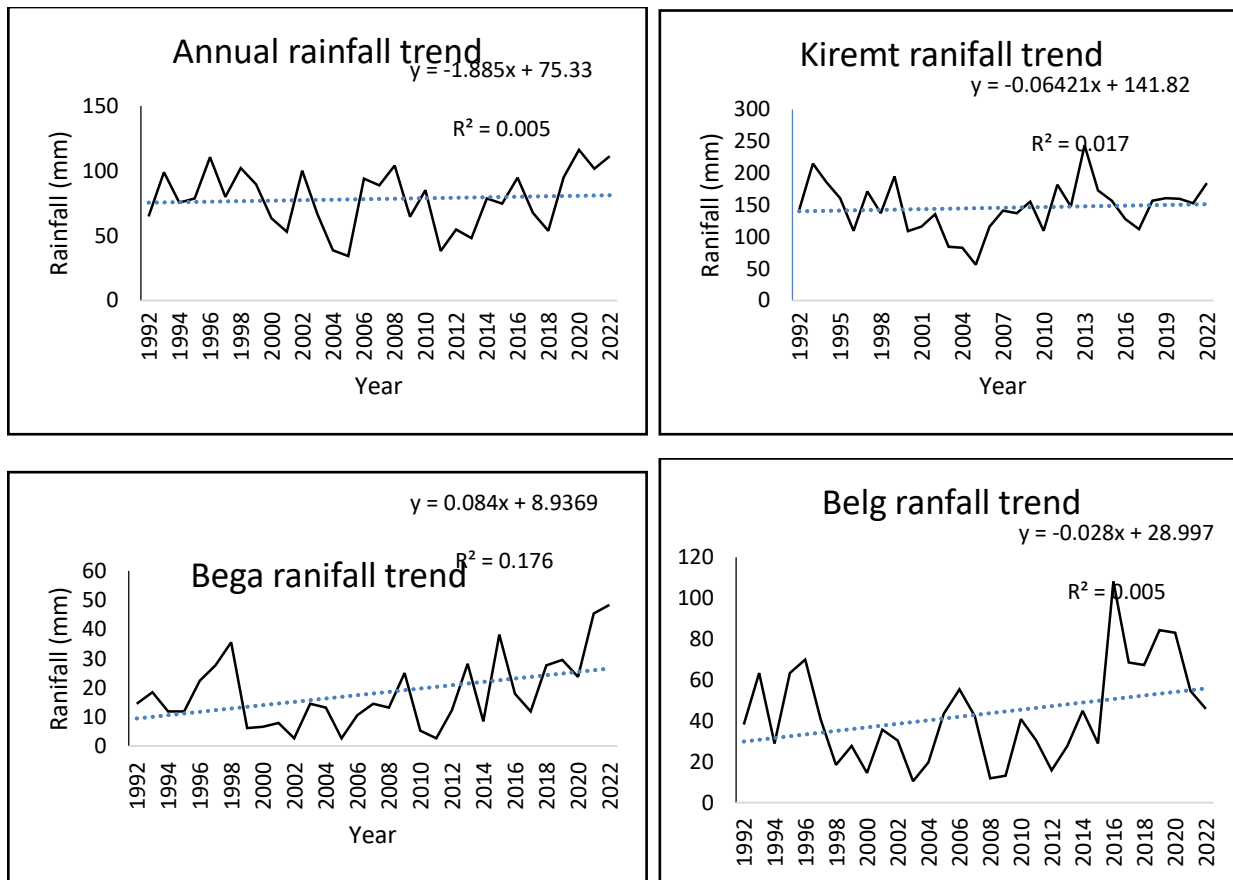 Annual rainfall trend
y = -1.885x + 75.33
R² = 0.005
150
100
50
0
Rainfall (mm)
1992 1994 1996 1998 2000 2002 2004 2006 2008 2010 2012 2014 2016 2018 2020 2022
Year
Kiremt ranifall trend
y = -0.06421x + 141.82
R² = 0.017
300
250
200
150
100
50
0
Ranifall (mm)
1992 1995 1998 2001 2004 2007 2010 2013 2016 2019 2022
Year
y = 0.084x + 8.9369
R² = 0.176
Bega ranifall trend
60
50
40
30
20
10
0
Ranifall (mm)
1992 1994 1996 1998 2000 2002 2004 2006 2008 2010 2012 2014 2016 2018 2020 2022
Year
Belg ranfall trend
y = -0.028x + 28.997
R² = 0.005
120
100
80
60
40
20
0
1992 1994 1996 1998 2000 2002 2004 2006 2008 2010 2012 2014 2016 2018 2020 2022